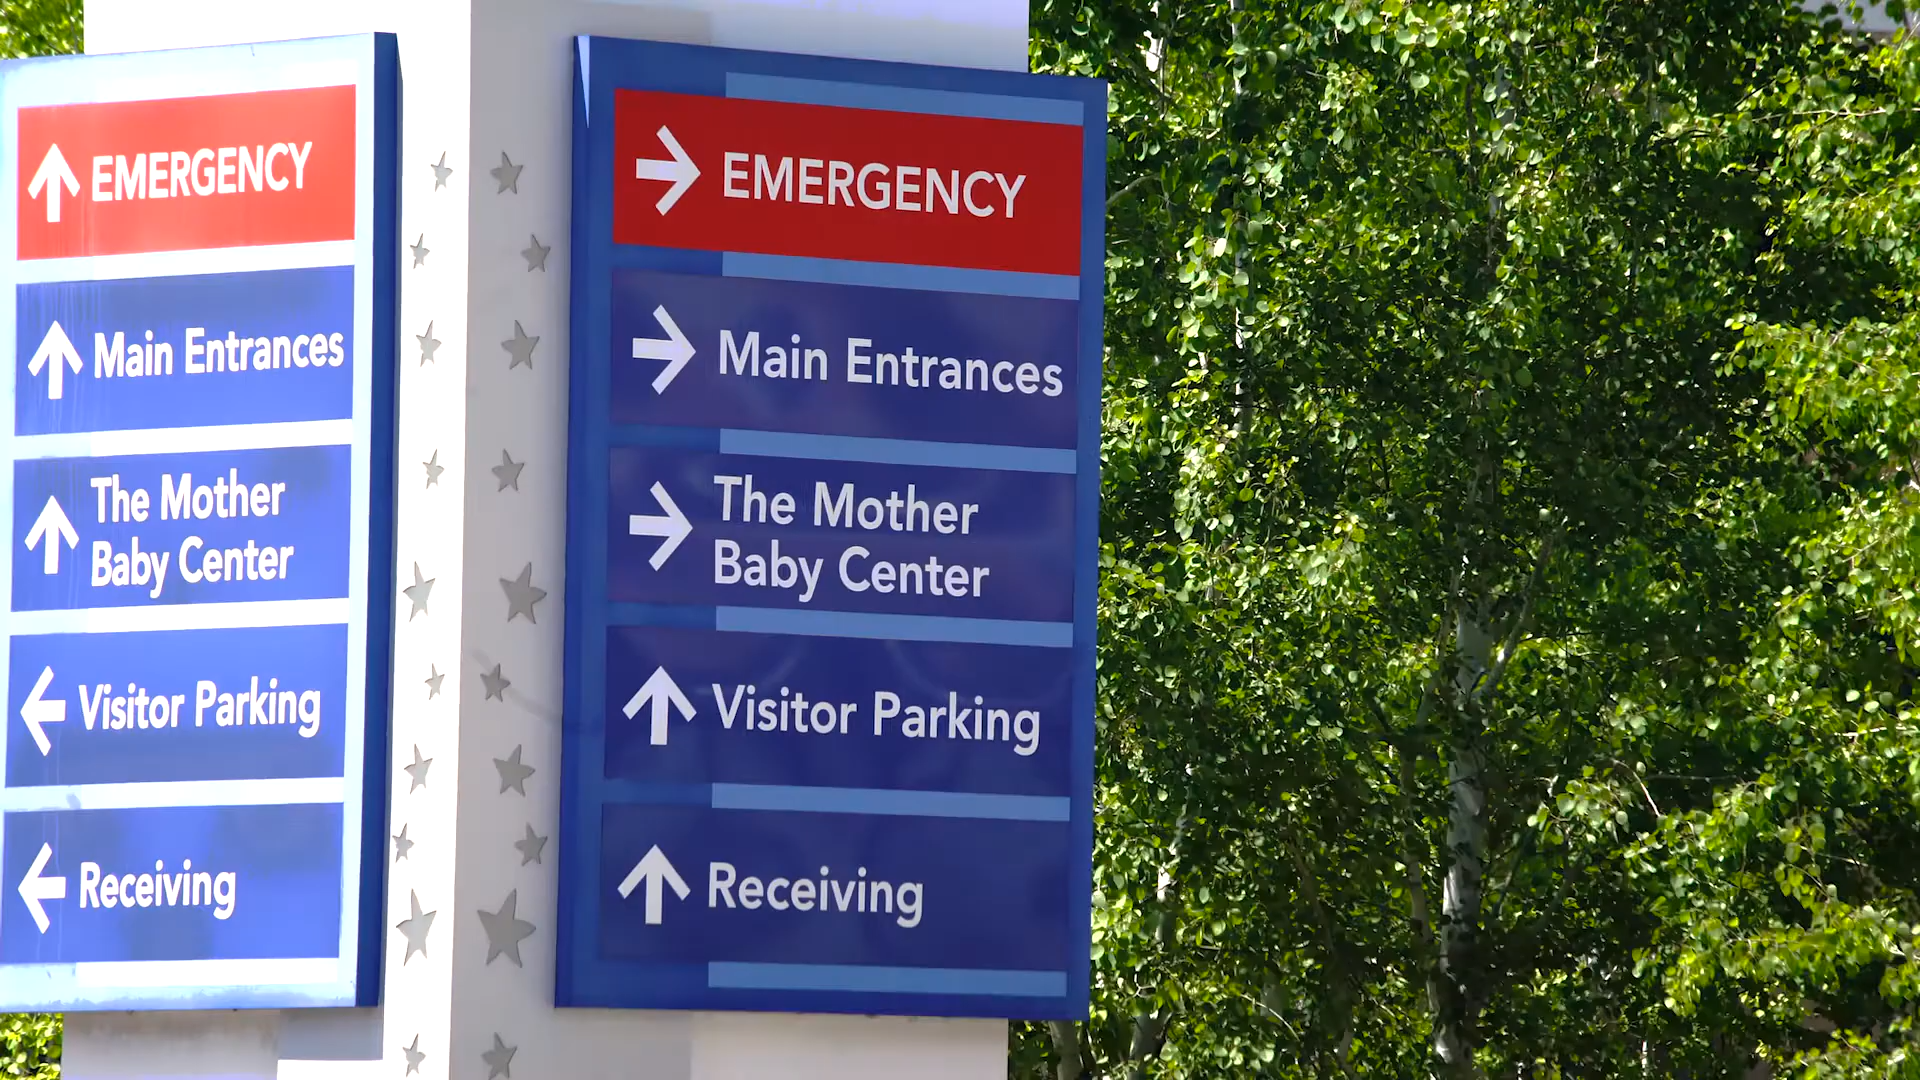 EMERGENCY
Main Entrances
The Mother
Baby Center
Visitor Parking
Receiving
EMERGENCY
Main Entrances
The Mother
Baby Center
Visitor Parking
Receiving